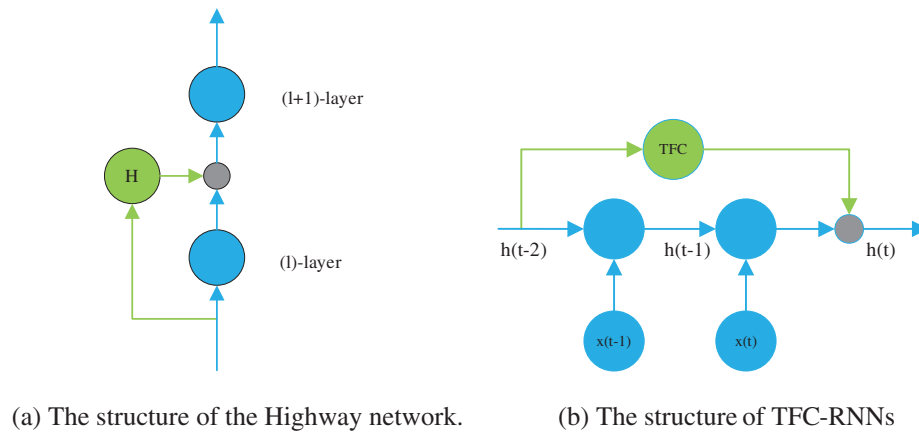 (l+1)-layer
H
(l)-layer
TFC
h(t-2)
h(t-1)
h(t)
x(t-1)
x(t)
(a) The structure of the Highway network.
(b) The structure of TFC-RNNs